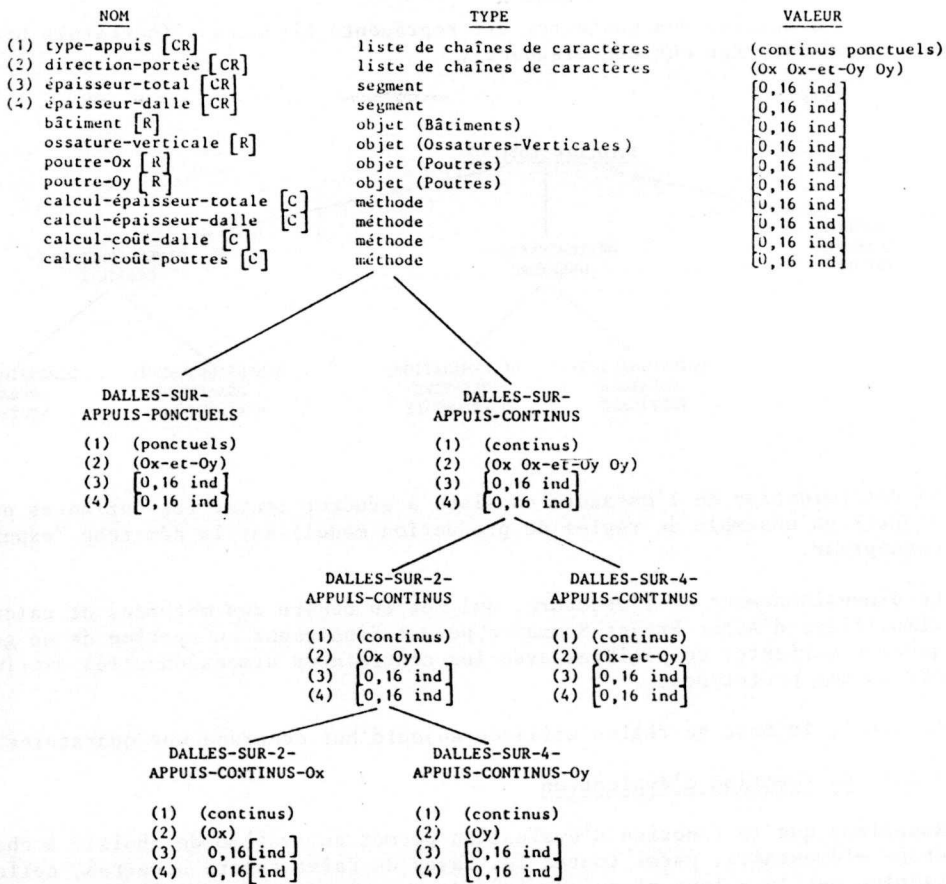 NOM TYPE VALEUR
(1) type-appuis [CR] liste de chaînes de caractères (continus ponctuels)
(2) direction-portée [CR] liste de chaînes de caractères (Ox Ox-et-Oy Oy)
(3) épaisseur-total [CR] segment [0,16 ind]
(4) épaisseur-dalle [CR] segment [0,16 ind]
bâtiment [R] objet (Bâtiments) [0,16 ind]
ossature-verticale [R] objet (Ossatures-Verticales) [0,16 ind]
poutre-Ox [R] objet (Poutres) [0,16 ind]
poutre-Oy [R] objet (Poutres) [0,16 ind]
calcul-épaisseur-totale [C] méthode [0,16 ind]
calcul-épaisseur-dalle [C] méthode [0,16 ind]
calcul-coût-dalle [C] méthode [0,16 ind]
calcul-coût-poutres [C] méthode [0,16 ind]
DALLES-SUR- DALLES-SUR-
APPUIS-PONCTUELS APPUIS-CONTINUS
(1) (ponctuels) (1) (continus)
(2) (Ox-et-Oy) (2) (Ox Ox-et-Oy Oy)
(3) [0,16 ind] (3) [0,16 ind]
(4) [0,16 ind] (4) [0,16 ind]
DALLES-SUR-2- DALLES-SUR-4-
APPUIS-CONTINUS APPUIS-CONTINUS
(1) (continus) (1) (continus)
(2) (Ox Oy) (2) (Ox-et-Oy)
(3) [0,16 ind] (3) [0,16 ind]
(4) [0,16 ind] (4) [0,16 ind]
DALLES-SUR-2- DALLES-SUR-4-
APPUIS-CONTINUS-Ox APPUIS-CONTINUS-Oy
(1) (continus) (1) (continus)
(2) (Ox) (2) (Oy)
(3) 0,16[ind] (3) 0,16[ind]
(4) 0,16[ind] (4) 0,16[ind]